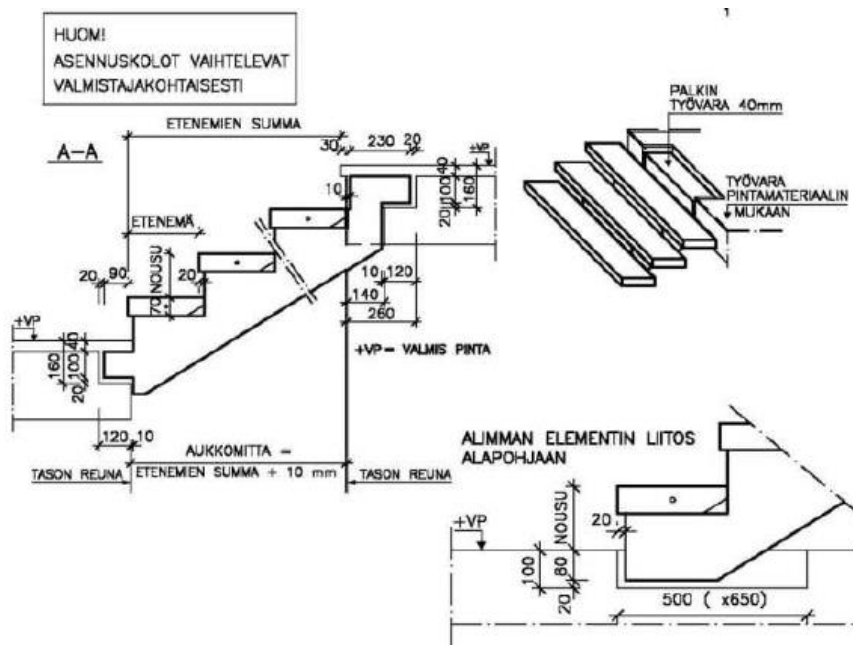 HUOM!
ASENNUSKOLOT VAIHTELEVAT
VALMISTAJAKOHTAISESTI
A-A
ETENEMIEN SUMMA
30 230 20
+VP
40
100
20
160
10
ETENEMÄ
20 90
NOUSU
70
20
+VP
40
160
100
20
10 120
140
260
+VP= VALMIS PINTA
120 10
AUKKOMITTA =
ETENEMIEN SUMMA + 10 mm
TASON REUNA
TASON REUNA
PALKIN
TYÖVARA 40mm
TYÖVARA
PINTAMATERIAALIN
MUKAAN
ALIMMAN ELEMENTIN LIITOS
ALAPOHJAAN
+VP
20
NOUSU
100
80
20
500 ( x650)